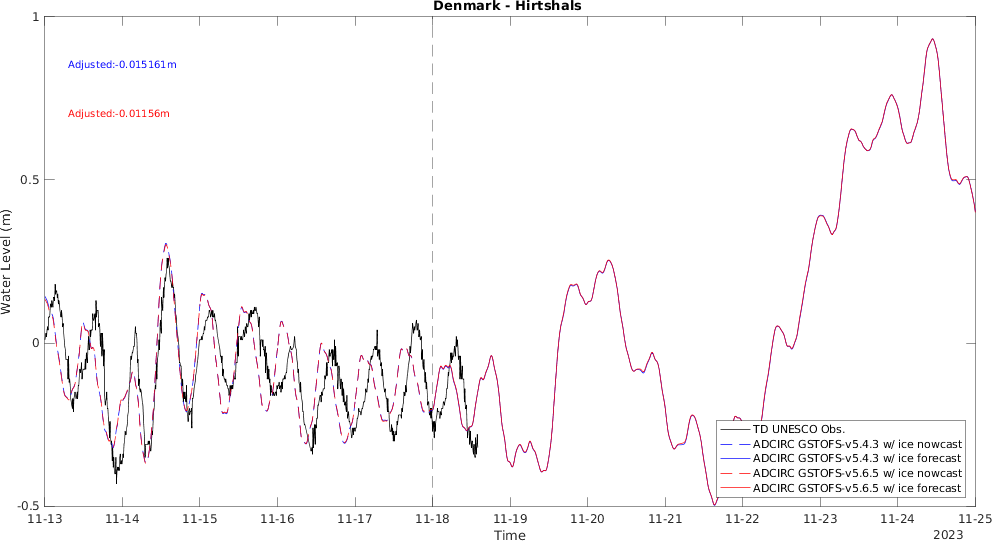 Denmark - Hirtshals
1
Adjusted:-0.015161m
Adjusted:-0.01156m
0.5
Water Level (m)
0
TD UNESCO Obs.
ADCIRC GSTOFS-v5.4.3 w/ ice nowcast
ADCIRC GSTOFS-v5.4.3 w/ ice forecast
ADCIRC GSTOFS-v5.6.5 w/ ice nowcast
ADCIRC GSTOFS-v5.6.5 w/ ice forecast
-0.5
11-13 11-14 11-15 11-16 11-17 11-18 11-19 11-20 11-21 11-22 11-23 11-24 11-25
Time
2023